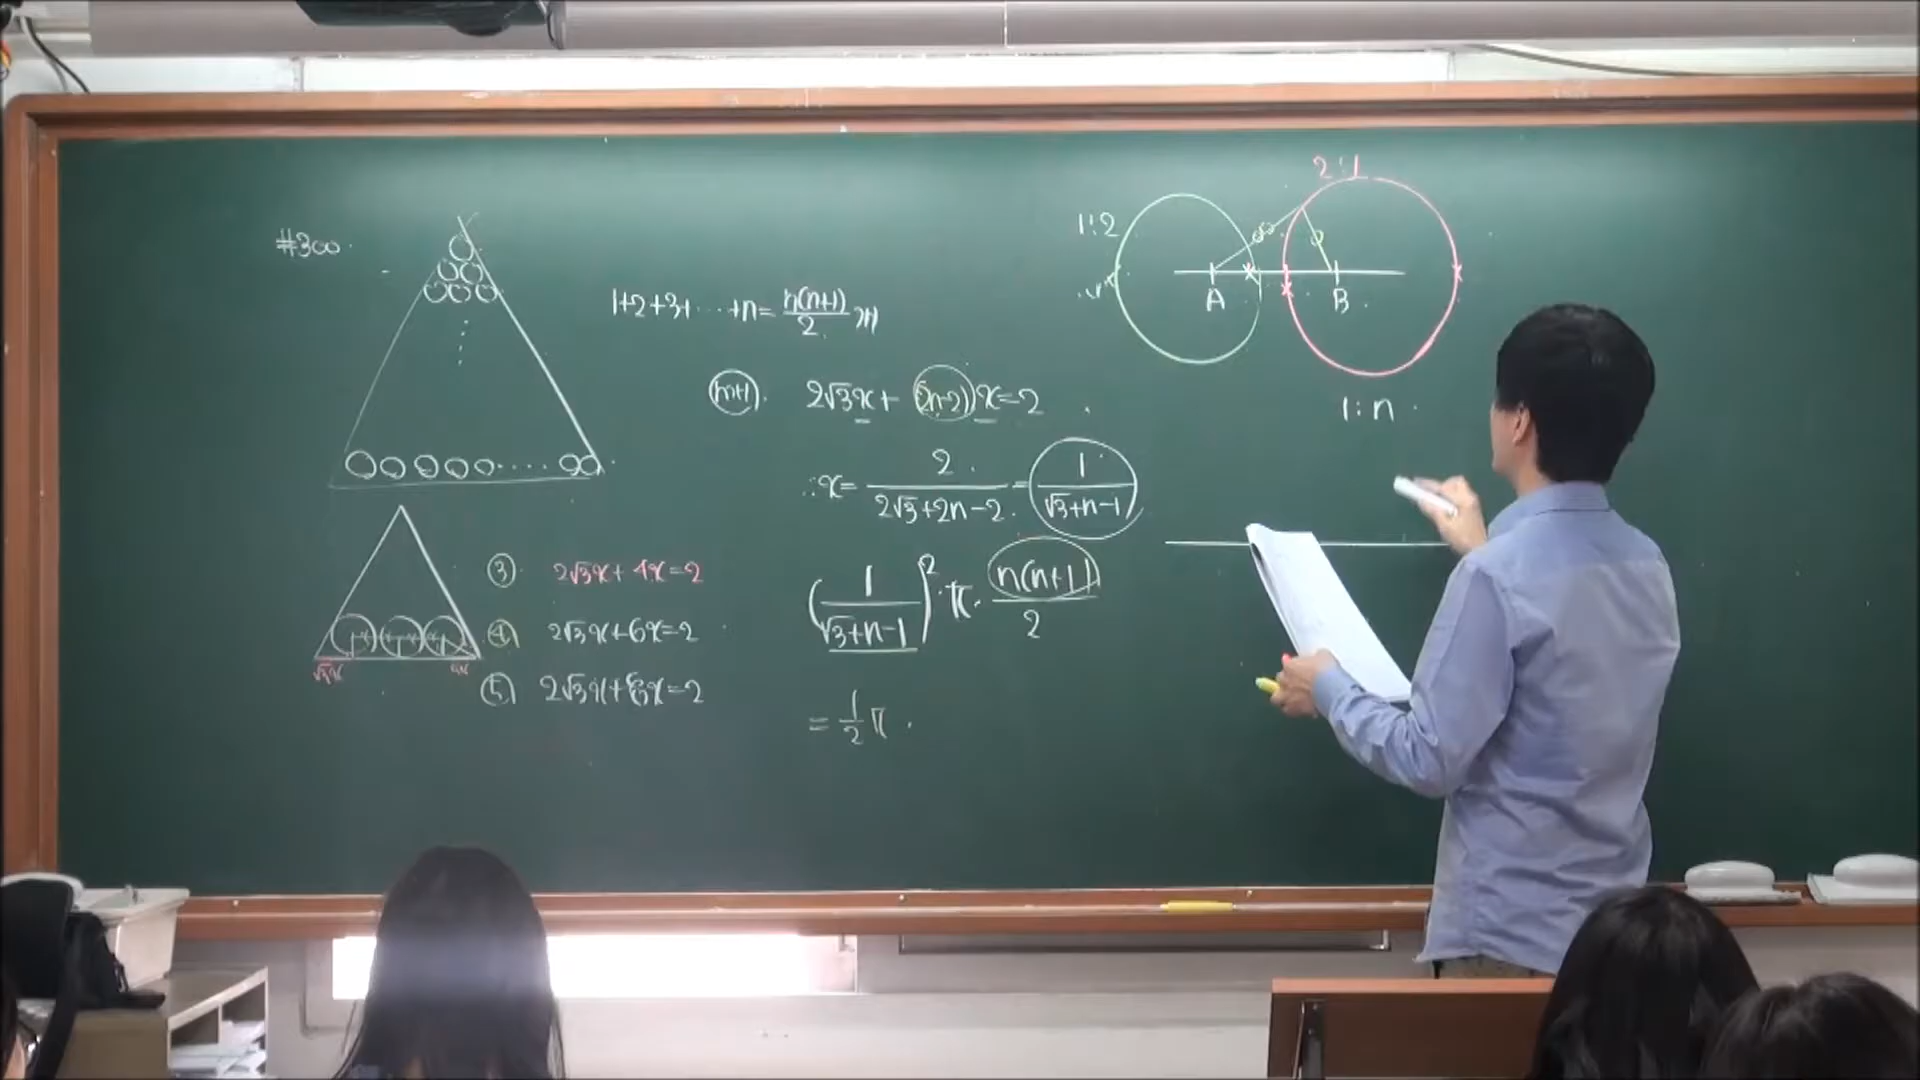 #300
1+2+3+ ⋯ +n= n(n+1)/2
2√3x+(2n-2)x=2
∴x= 2/(2√3+2n-2) = 1/(√3+n-1)
③ 2√3x+4x=2
④ 2√3x+6x=2
⑤ 2√3x+8x=2
√3x
(1/(√3+n-1))²·π· n(n+1)/2
= 1/2 π
2:1
1:2
A B
1:n